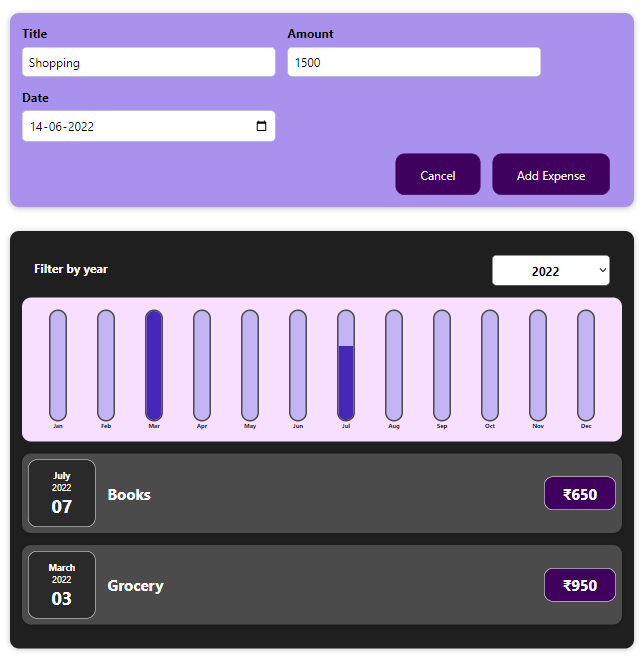 Title Amount
Shopping 1500
Date
14-06-2022
Cancel Add Expense
Filter by year 2022
Jan Feb Mar Apr May Jun Jul Aug Sep Oct Nov Dec
July
2022
07
Books ₹650
March
2022
03
Grocery ₹950